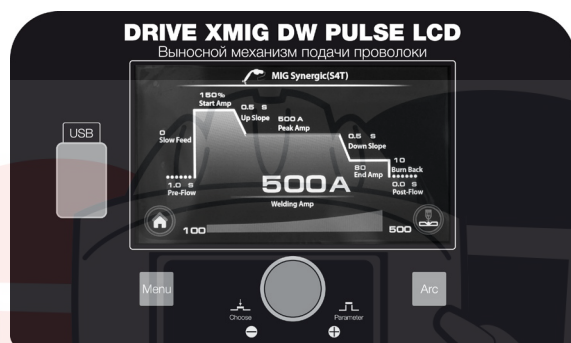 DRIVE XMIG DW PULSE LCD
Выносной механизм подачи проволоки
USB
MIG Synergic(S4T)
150%
Start Amp
0.5 S
Up Slope
500 A
Peak Amp
0
Slow Feed
0.5 S
Down Slope
80
End Amp
10
Burn Back
1.0 S
Pre-Flow
0.0 S
Post-Flow
500A
Welding Amp
100
500
Menu
Arc
Choose
Parameter